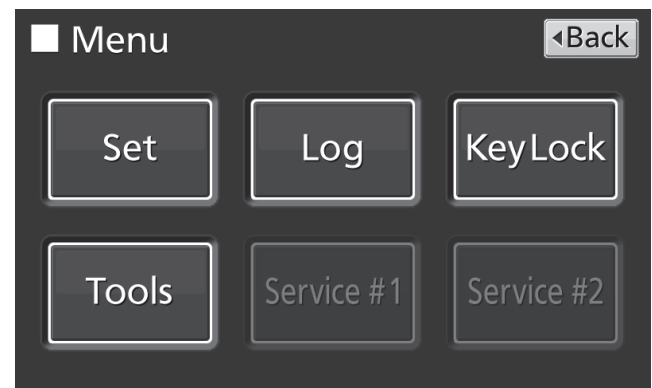 Menu
Back
Set
Log
KeyLock
Tools
Service #1
Service #2